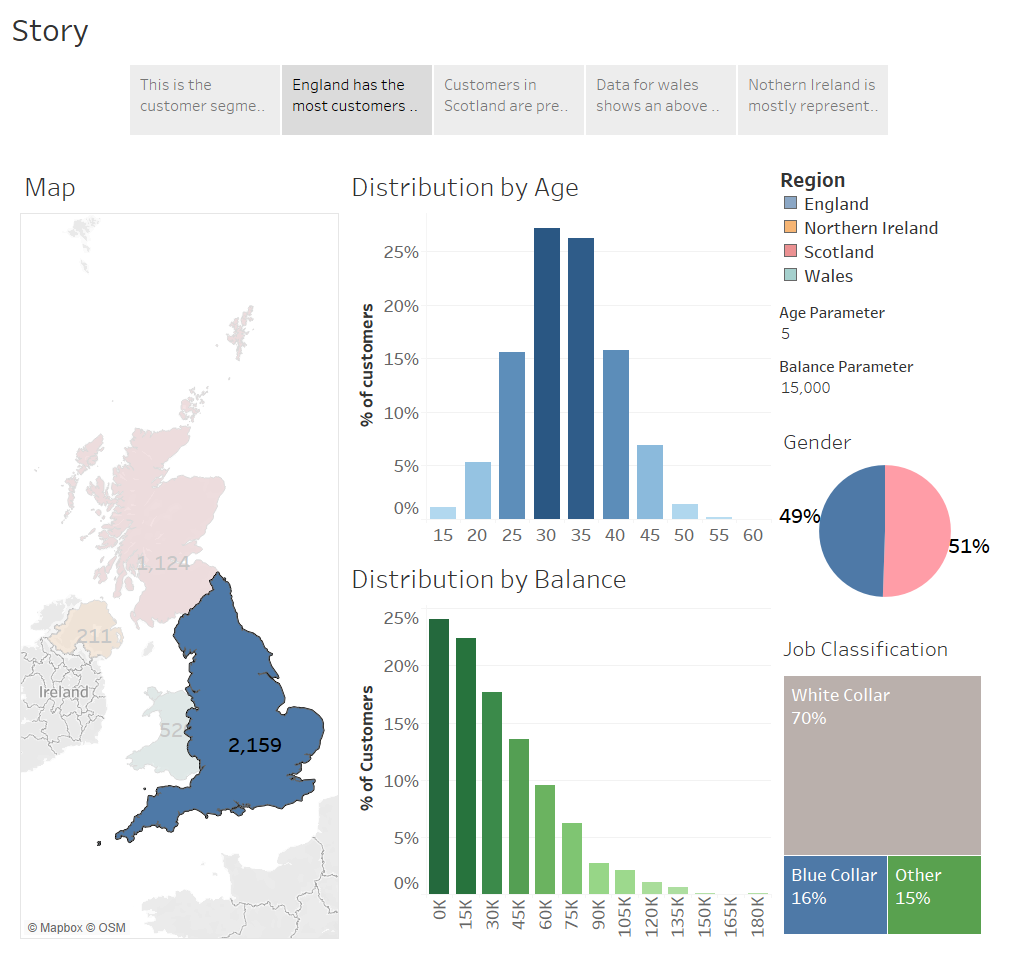 Story
This is the
customer segme..
England has the
most customers ..
Customers in
Scotland are pre..
Data for wales
shows an above ..
Nothern Ireland is
mostly represent..
Map
1,124
211
Ireland
52
2,159
© Mapbox © OSM
Distribution by Age
% of customers
25%
20%
15%
10%
5%
0%
15 20 25 30 35 40 45 50 55 60
Distribution by Balance
% of Customers
25%
20%
15%
10%
5%
0%
0K 15K 30K 45K 60K 75K 90K 105K 120K 135K 150K 165K 180K
Region
England
Northern Ireland
Scotland
Wales
Age Parameter
5
Balance Parameter
15,000
Gender
49%
51%
Job Classification
White Collar
70%
Blue Collar
16%
Other
15%